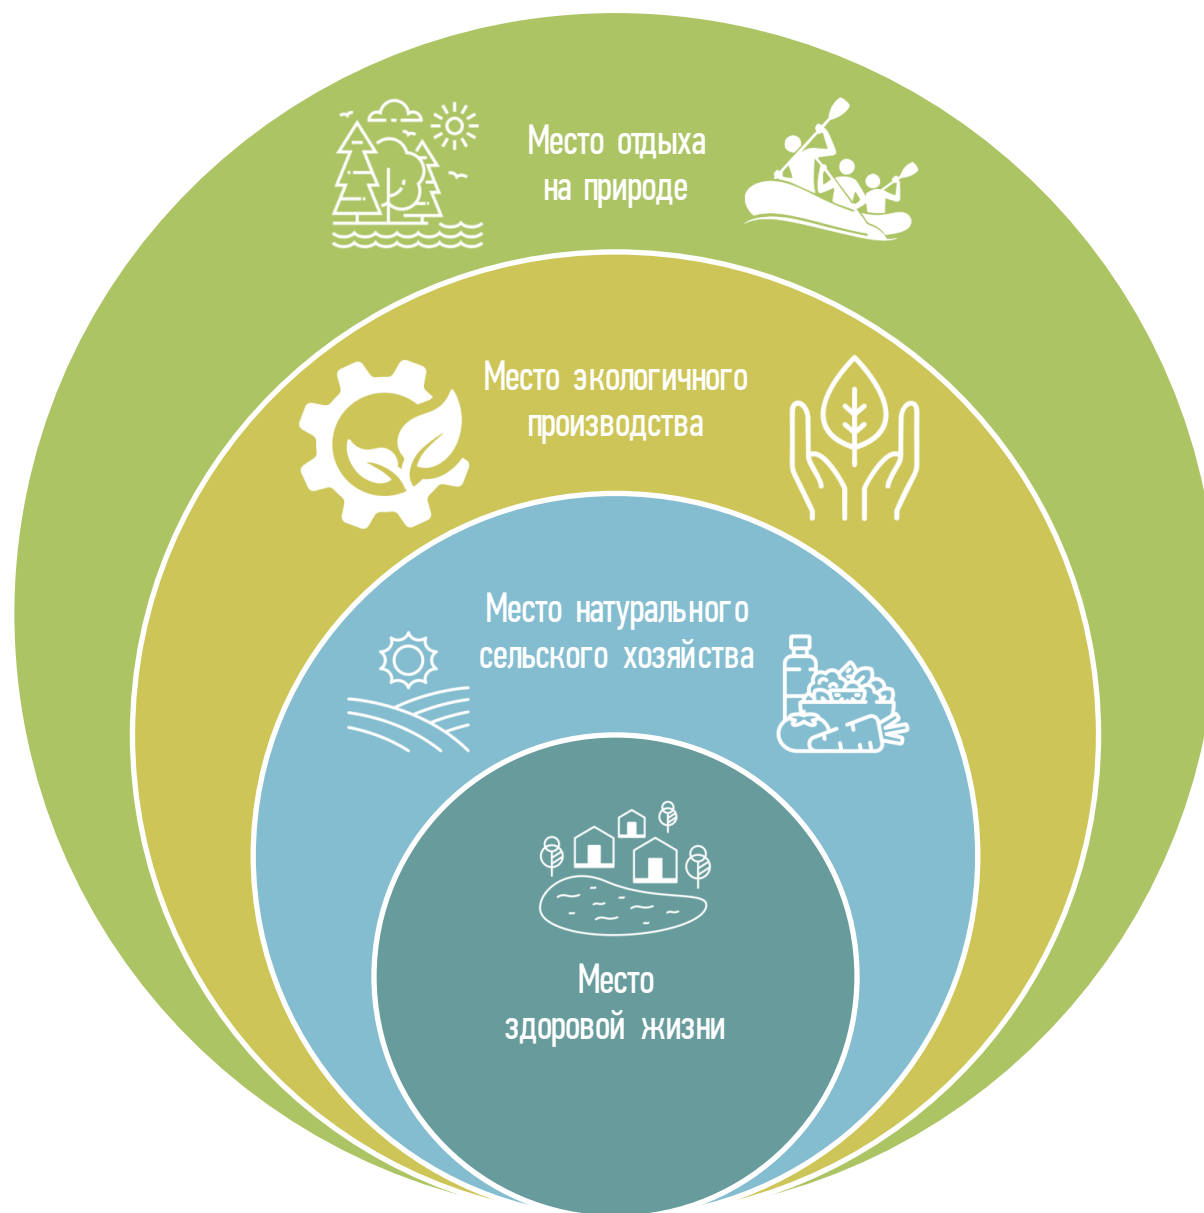 Место отдыха
на природе
Место экологичного
производства
Место натурального
сельского хозяйства
Место
здоровой жизни